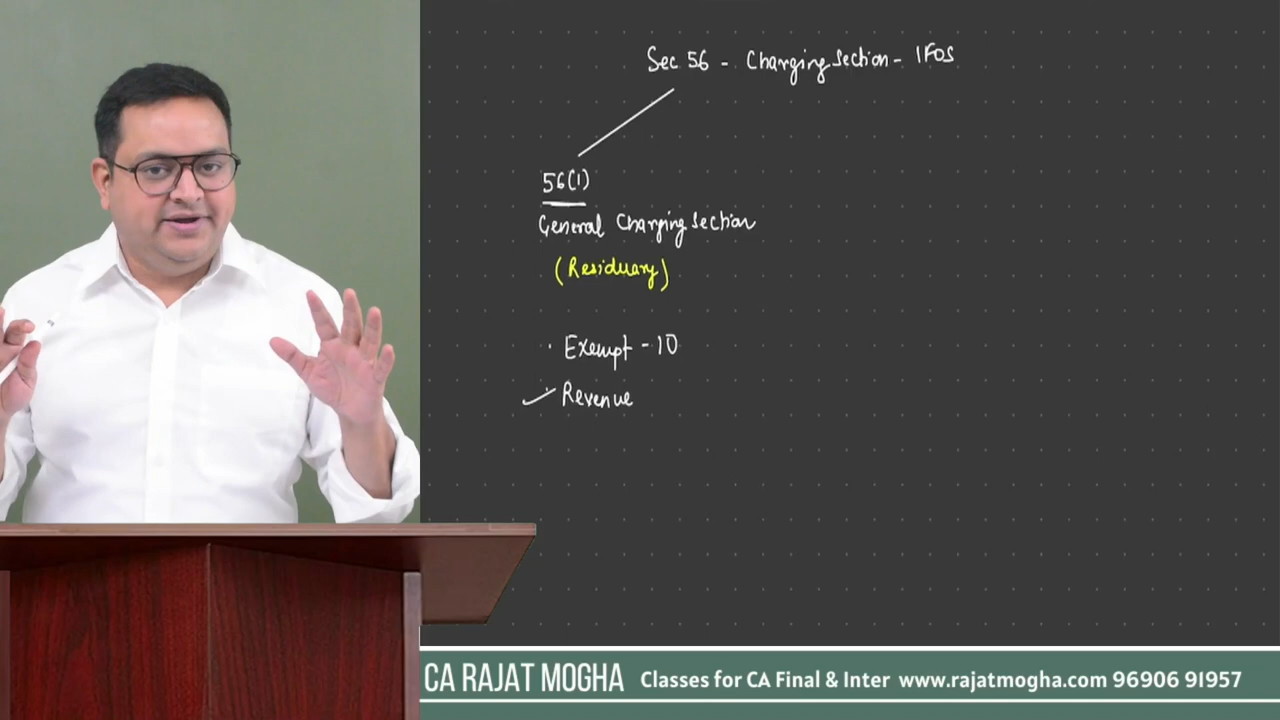 Sec 56 - Charging Section - IFOS
56(1)
General Charging Section
(Residuary)
· Exempt - 10
· Revenue
CA RAJAT MOGHA Classes for CA Final & Inter www.rajatmogha.com 96906 91957